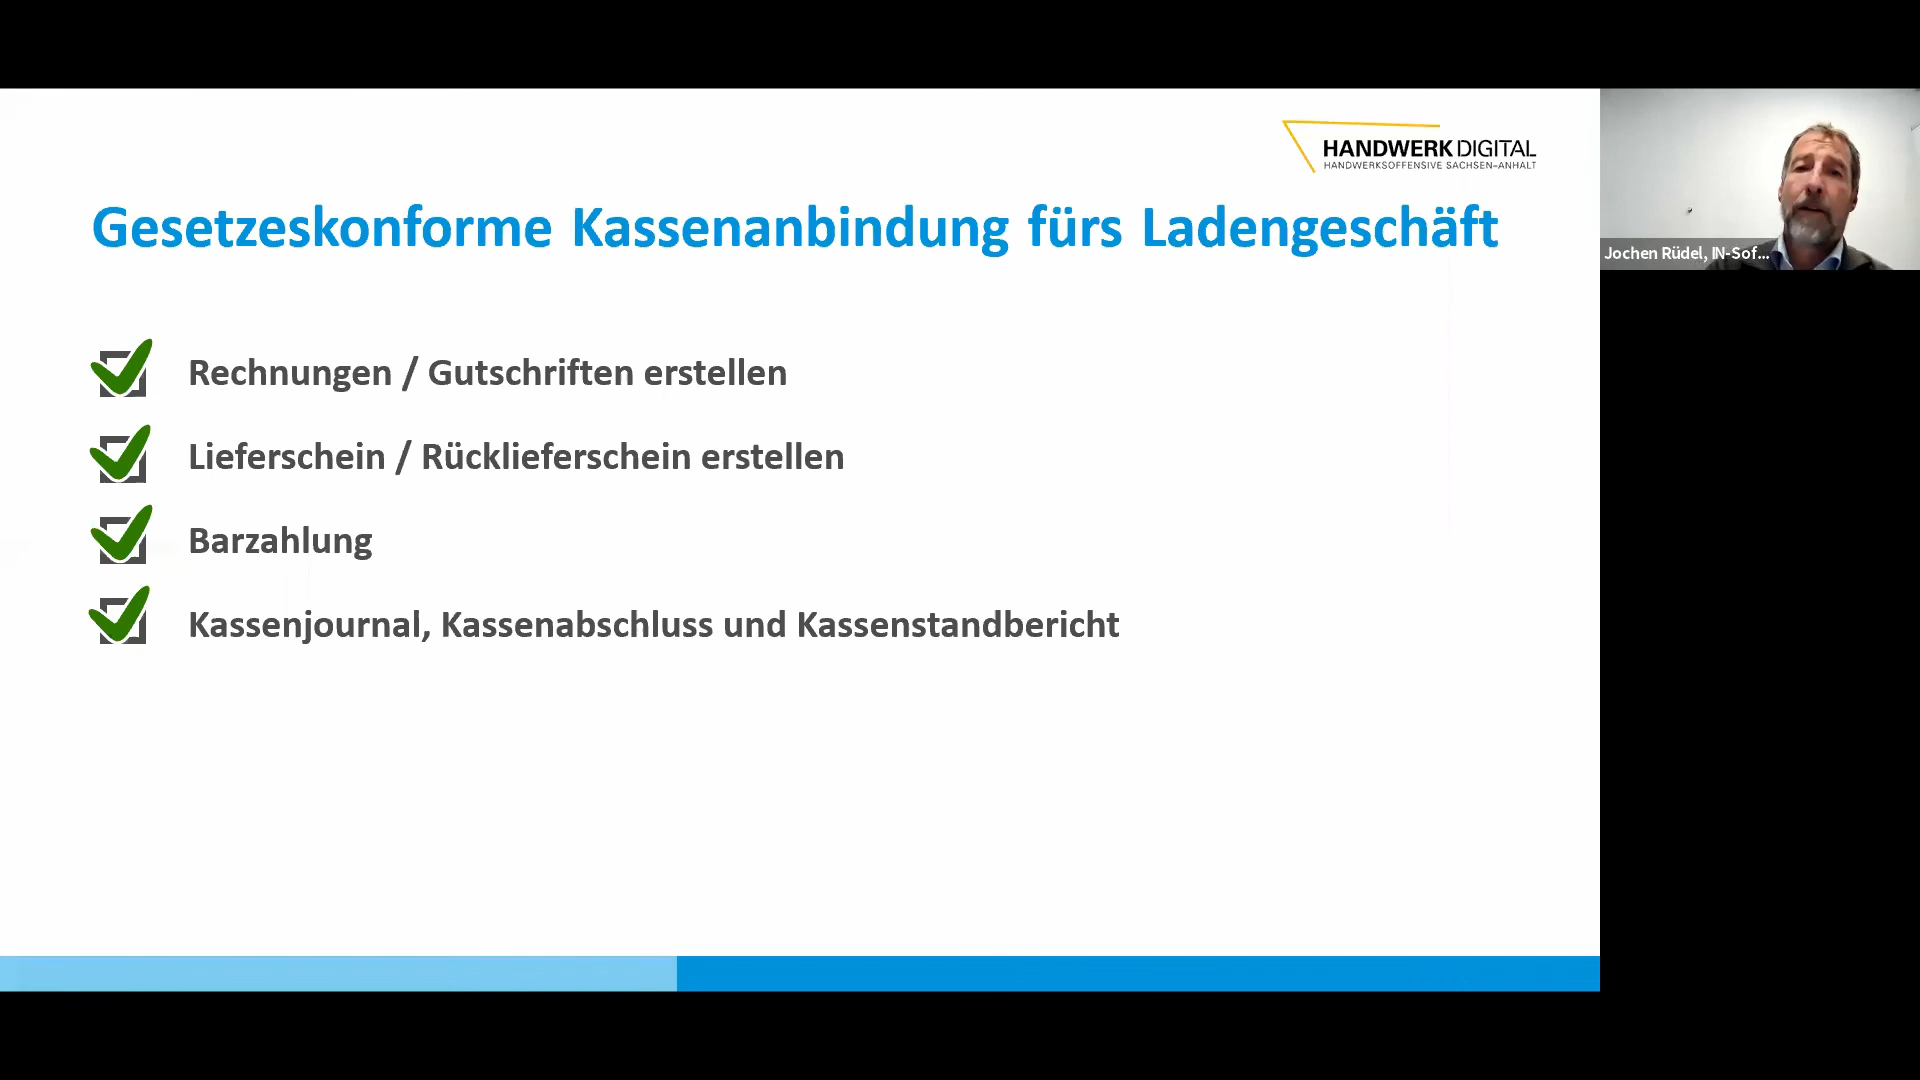 HANDWERK DIGITAL
HANDWERKSOFFENSIVE SACHSEN-ANHALT
Gesetzeskonforme Kassenanbindung fürs Ladengeschäft
Jochen Rüdel, IN-Sof...
Rechnungen / Gutschriften erstellen
Lieferschein / Rücklieferschein erstellen
Barzahlung
Kassenjournal, Kassenabschluss und Kassenstandbericht